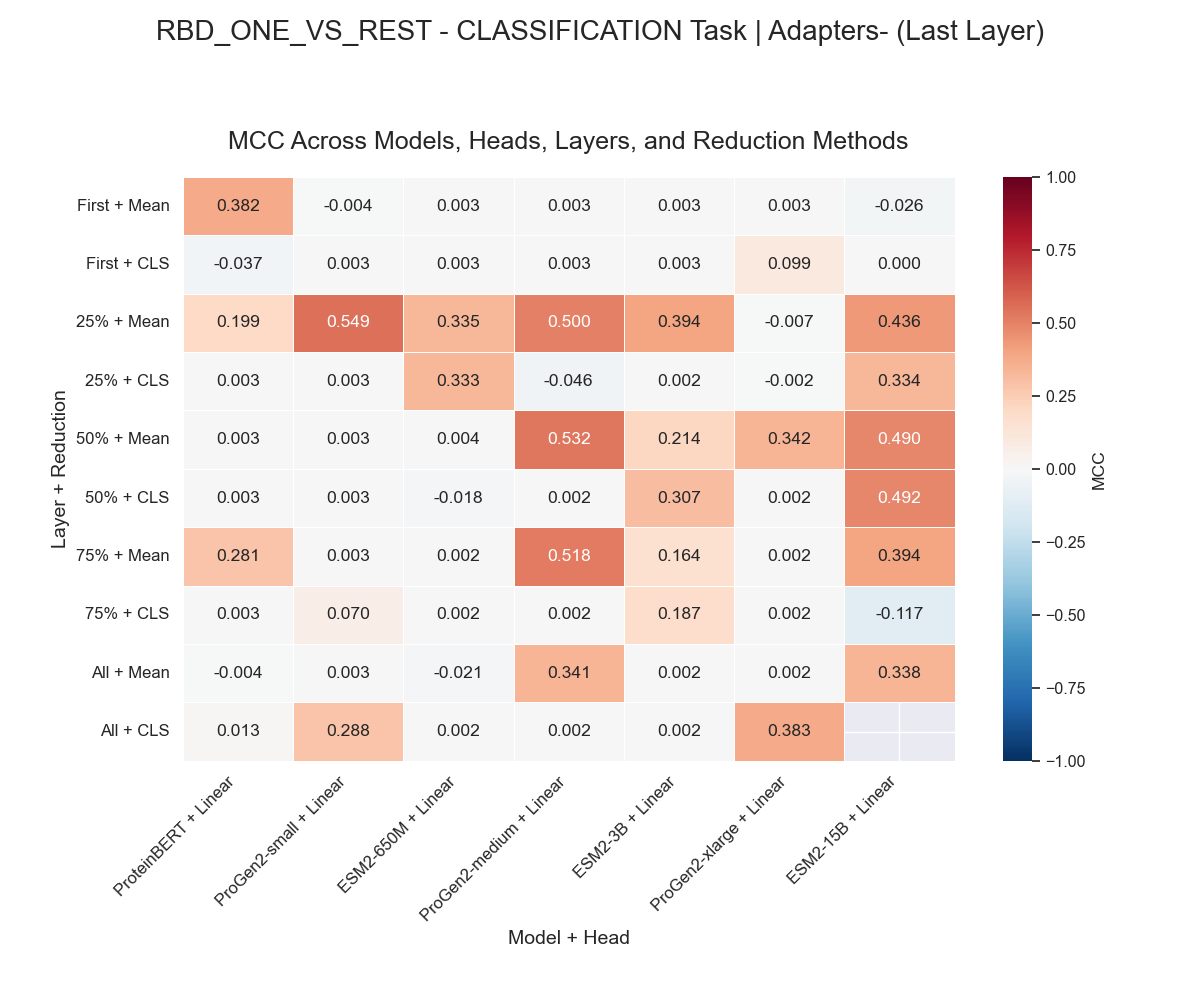 RBD_ONE_VS_REST - CLASSIFICATION Task | Adapters- (Last Layer)
MCC Across Models, Heads, Layers, and Reduction Methods
First + Mean 0.382 -0.004 0.003 0.003 0.003 0.003 -0.026
First + CLS -0.037 0.003 0.003 0.003 0.003 0.099 0.000
25% + Mean 0.199 0.549 0.335 0.500 0.394 -0.007 0.436
25% + CLS 0.003 0.003 0.333 -0.046 0.002 -0.002 0.334
50% + Mean 0.003 0.003 0.004 0.532 0.214 0.342 0.490
50% + CLS 0.003 0.003 -0.018 0.002 0.307 0.002 0.492
75% + Mean 0.281 0.003 0.002 0.518 0.164 0.002 0.394
75% + CLS 0.003 0.070 0.002 0.002 0.187 0.002 -0.117
All + Mean -0.004 0.003 -0.021 0.341 0.002 0.002 0.338
All + CLS 0.013 0.288 0.002 0.002 0.002 0.383
Layer + Reduction
ProteinBERT + Linear
ProGen2-small + Linear
ESM2-650M + Linear
ProGen2-medium + Linear
ESM2-3B + Linear
ProGen2-xlarge + Linear
ESM2-15B + Linear
Model + Head
1.00
0.75
0.50
0.25
0.00
−0.25
−0.50
−0.75
−1.00
MCC